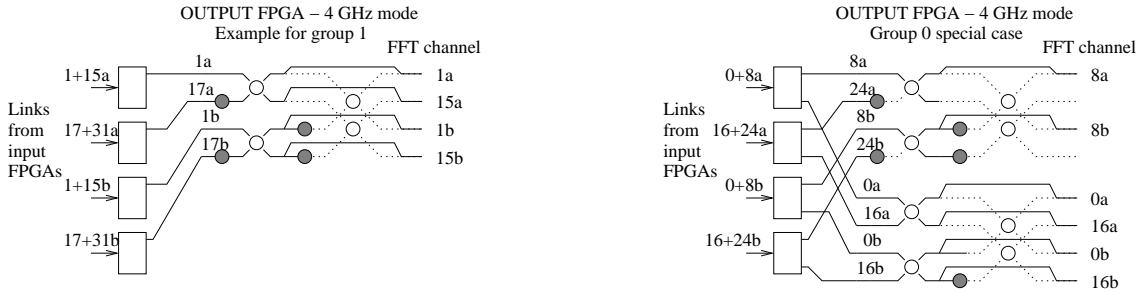 OUTPUT FPGA – 4 GHz mode
Example for group 1
FFT channel
1+15a
1a
1a
17a
15a
Links
from
input
FPGAs
17+31a
1b
1b
17b
15b
1+15b
17+31b
OUTPUT FPGA – 4 GHz mode
Group 0 special case
FFT channel
0+8a
8a
8a
24a
Links
from
input
FPGAs
16+24a
8b
8b
24b
0+8b
0a
0a
16a
16a
16+24b
0b
0b
16b
16b